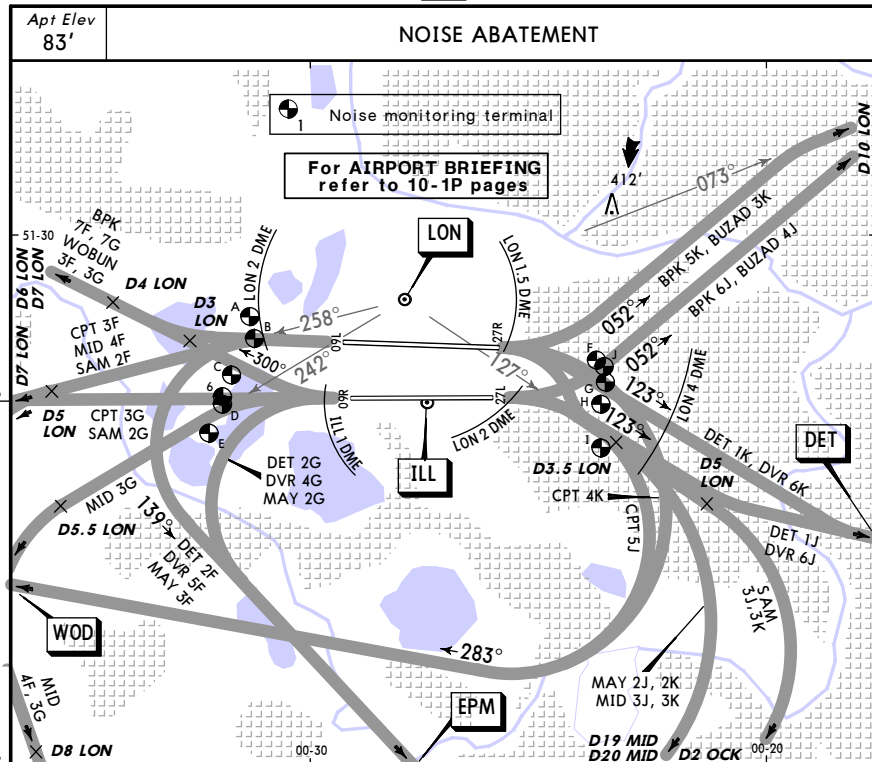 Apt Elev
83'
NOISE ABATEMENT
1
Noise monitoring terminal
For AIRPORT BRIEFING
refer to 10-1P pages
412'
073°
D10 LON
BPK
7F, 7G
WOBUN
3F, 3G
51-30
D6 LON
D7 LON
D4 LON
D3
LON
LON 2 DME
LON
LON 1.5 DME
BPK 5K, BUZAD 3K
BPK 6J, BUZAD 4J
052°
052°
A
B
258°
09L
27R
127°
CPT 3F
MID 4F
SAM 2F
D7 LON
300°
242°
C
6
D
E
F
J
G
H
I
123°
123°
LON 4 DME
09R
27L
D5
LON
CPT 3G
SAM 2G
ILL 1 DME
LON 2 DME
ILL
DET 2G
DVR 4G
MAY 2G
MID 3G
D5.5 LON
139°
DET 2F
DVR 5F
MAY 3F
D3.5 LON
CPT 4K
CPT 5J
D5
LON
DET 1K, DVR 6K
DET
DET 1J
DVR 6J
SAM
3J,3K
WOD
283°
MAY 2J, 2K
MID 3J, 3K
MID
4F, 3G
D8 LON
00-30
EPM
D19 MID
D20 MID
D2 OCK
00-20